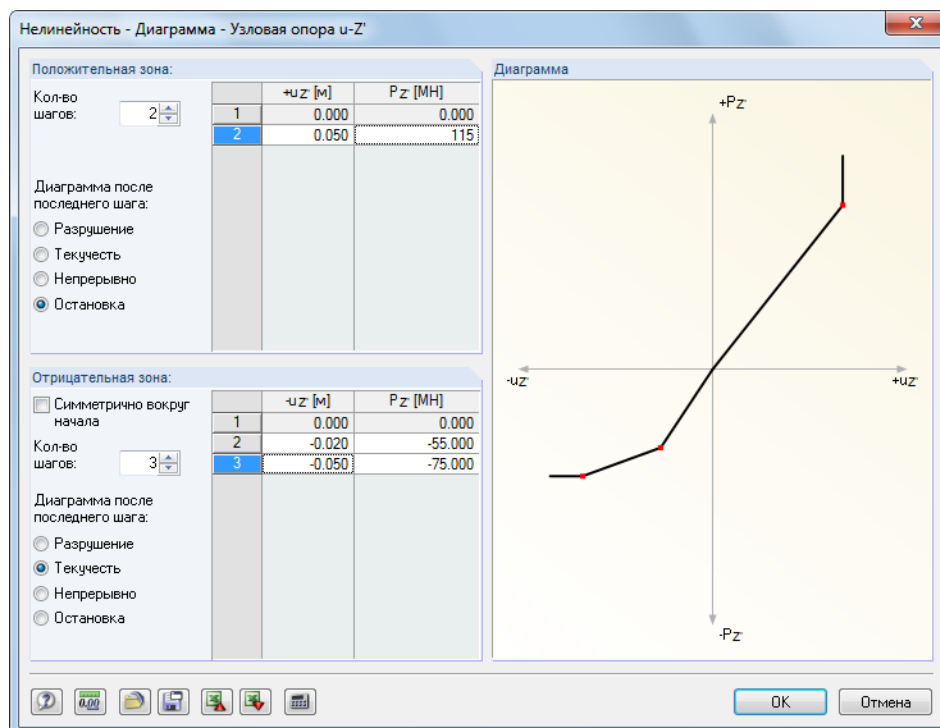 Нелинейность - Диаграмма - Узловая опора u-Z'
Положительная зона:
Кол-во
шагов:
2
+uz' [м] Pz' [МН]
1 0.000 0.000
2 0.050 115
Диаграмма после
последнего шага:
Разрушение
Текучесть
Непрерывно
Остановка
Отрицательная зона:
Симметрично вокруг
начала
Кол-во
шагов:
3
-uz' [м] Pz' [МН]
1 0.000 0.000
2 -0.020 -55.000
3 -0.050 -75.000
Диаграмма после
последнего шага:
Разрушение
Текучесть
Непрерывно
Остановка
Диаграмма
+Pz'
-uz'
+uz'
-Pz'
0.00
OK
Отмена